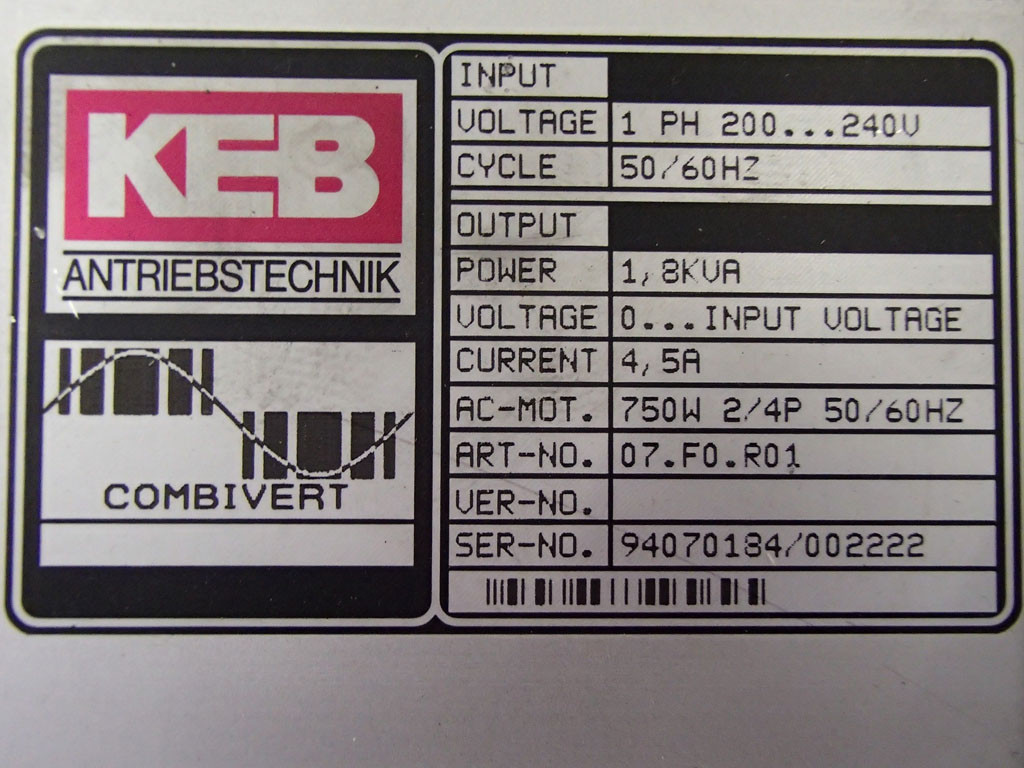 KEB
ANTRIEBSTECHNIK
COMBIVERT
INPUT
VOLTAGE 1 PH 200...240V
CYCLE 50/60HZ
OUTPUT
POWER 1,8KVA
VOLTAGE 0...INPUT VOLTAGE
CURRENT 4,5A
AC-MOT. 750W 2/4P 50/60HZ
ART-NO. 07.F0.R01
VER-NO.
SER-NO. 94070184/002222